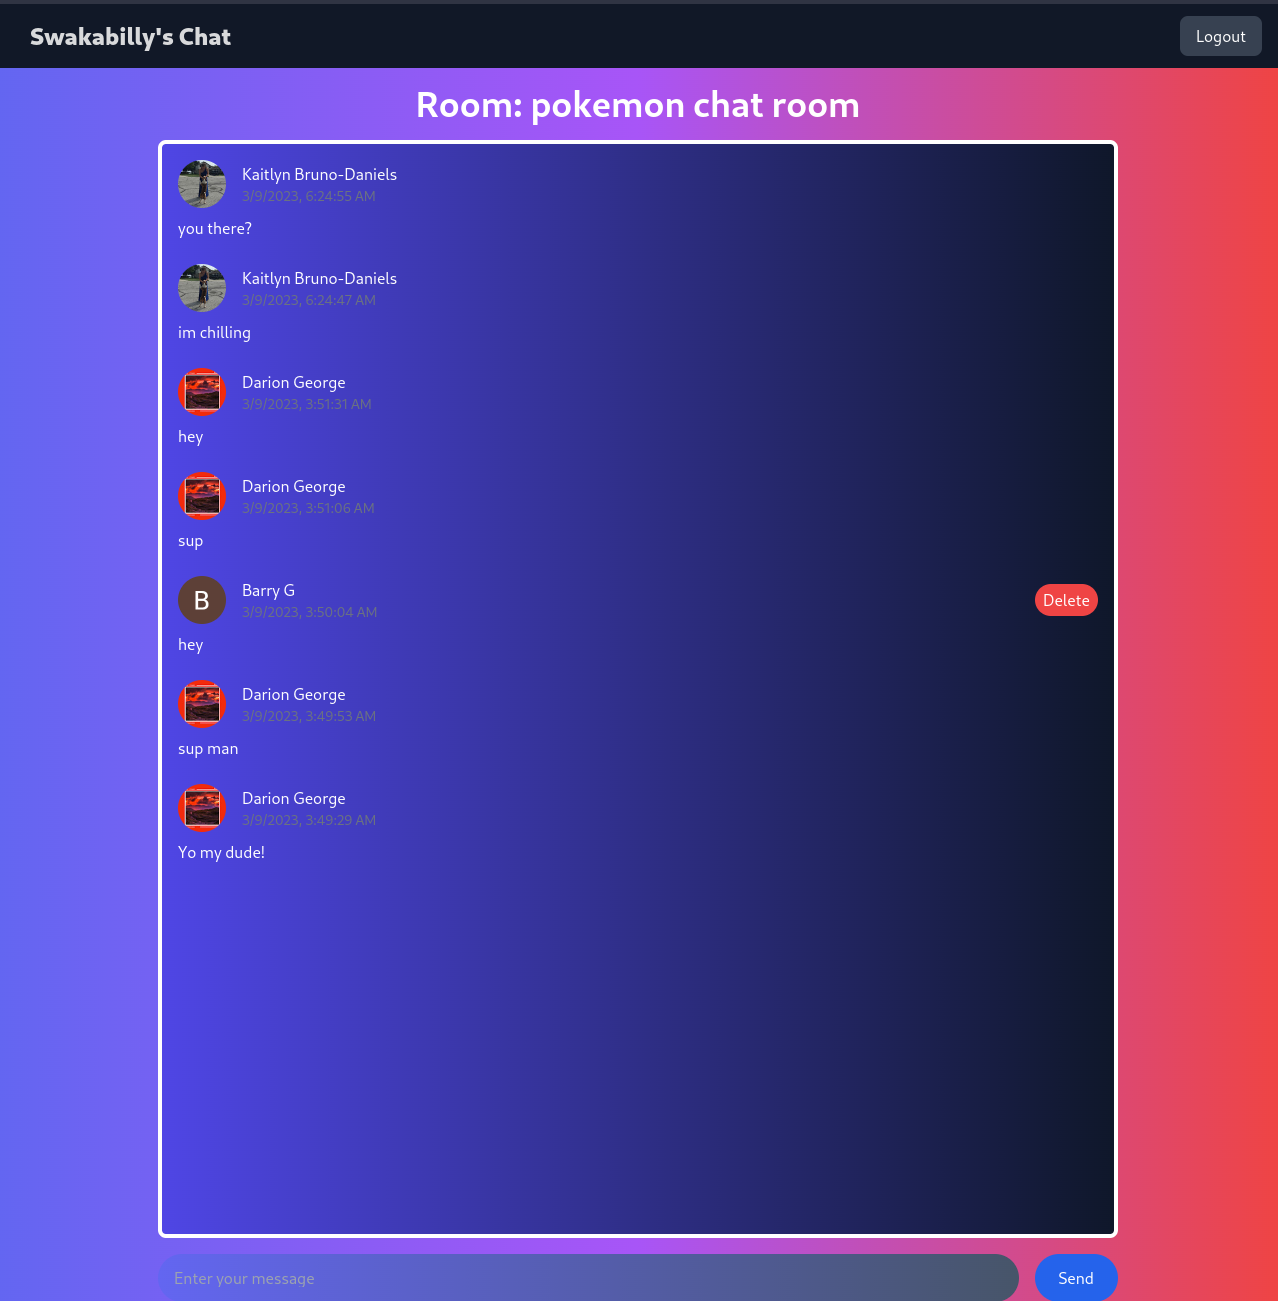 Swakabilly's Chat
Logout
Room: pokemon chat room
Kaitlyn Bruno-Daniels
3/9/2023, 6:24:55 AM
you there?
Kaitlyn Bruno-Daniels
3/9/2023, 6:24:47 AM
im chilling
Darion George
3/9/2023, 3:51:31 AM
hey
Darion George
3/9/2023, 3:51:06 AM
sup
B
Barry G
3/9/2023, 3:50:04 AM
Delete
hey
Darion George
3/9/2023, 3:49:53 AM
sup man
Darion George
3/9/2023, 3:49:29 AM
Yo my dude!
Enter your message
Send